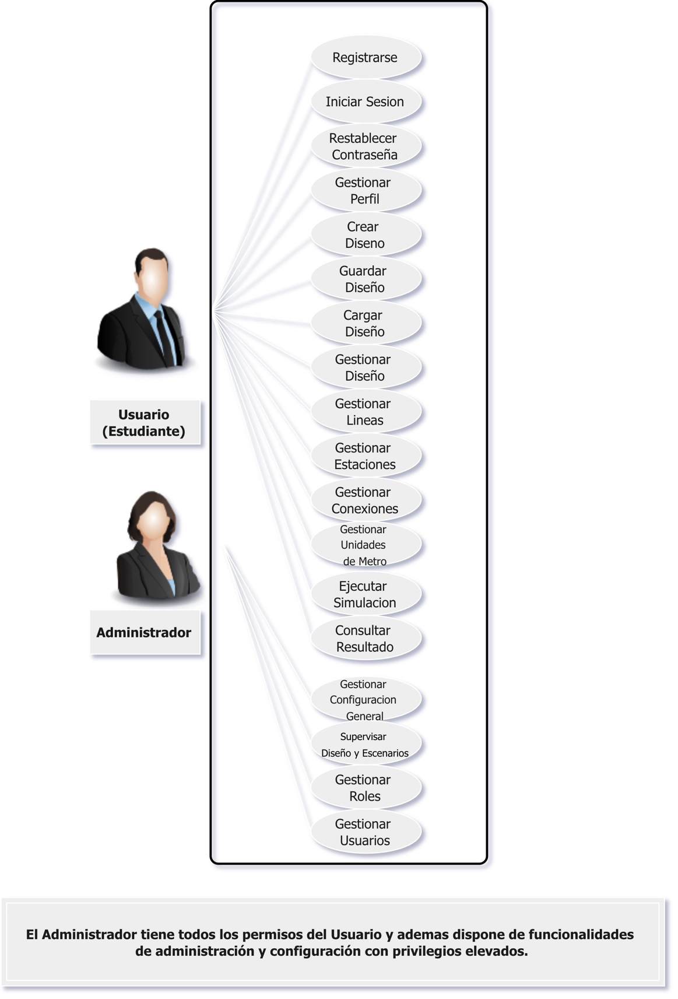 Registrarse
Iniciar Sesion
Restablecer
Contraseña
Gestionar
Perfil
Crear
Diseno
Guardar
Diseño
Cargar
Diseño
Gestionar
Diseño
Gestionar
Lineas
Gestionar
Estaciones
Gestionar
Conexiones
Gestionar
Unidades
de Metro
Ejecutar
Simulacion
Consultar
Resultado
Gestionar
Configuracion
General
Supervisar
Diseño y Escenarios
Gestionar
Roles
Gestionar
Usuarios
Usuario
(Estudiante)
Administrador
El Administrador tiene todos los permisos del Usuario y ademas dispone de funcionalidades
de administración y configuración con privilegios elevados.